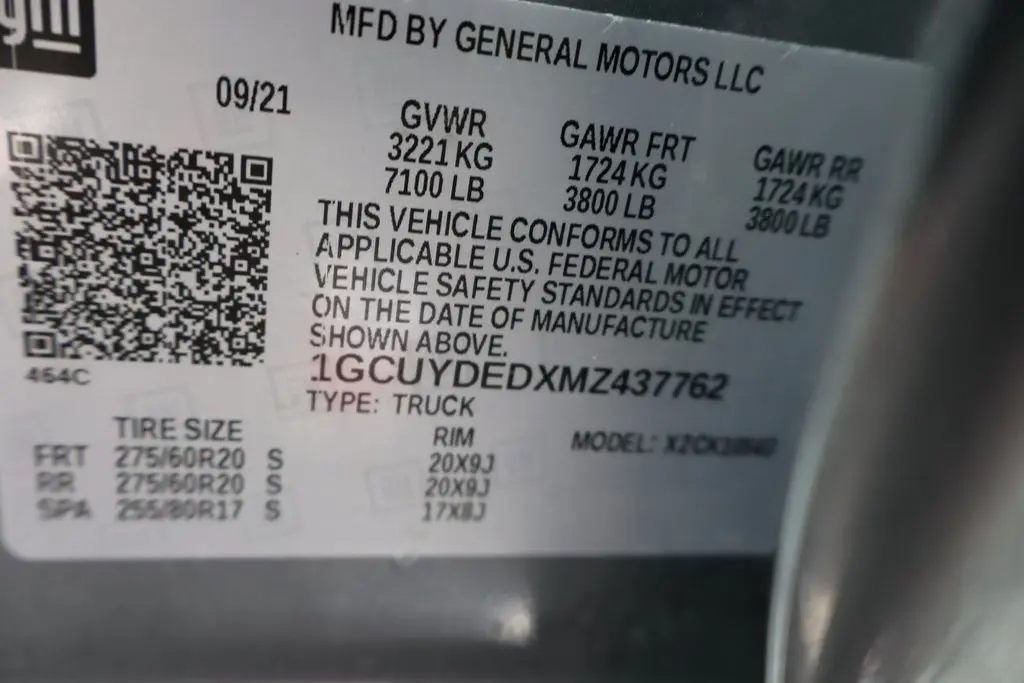 gm
MFD BY GENERAL MOTORS LLC
09/21
GVWR GAWR FRT GAWR RR
3221 KG 1724 KG 1724 KG
7100 LB 3800 LB 3800 LB
THIS VEHICLE CONFORMS TO ALL
APPLICABLE U.S. FEDERAL MOTOR
VEHICLE SAFETY STANDARDS IN EFFECT
ON THE DATE OF MANUFACTURE
SHOWN ABOVE.
464C
1GCUYDEDXMZ437762
TYPE: TRUCK
MODEL:
TIRE SIZE RIM
FRT 275/60R20 S 20X9J
RR 275/60R20 S 20X9J
SPA 255/80R17 S 17X8J